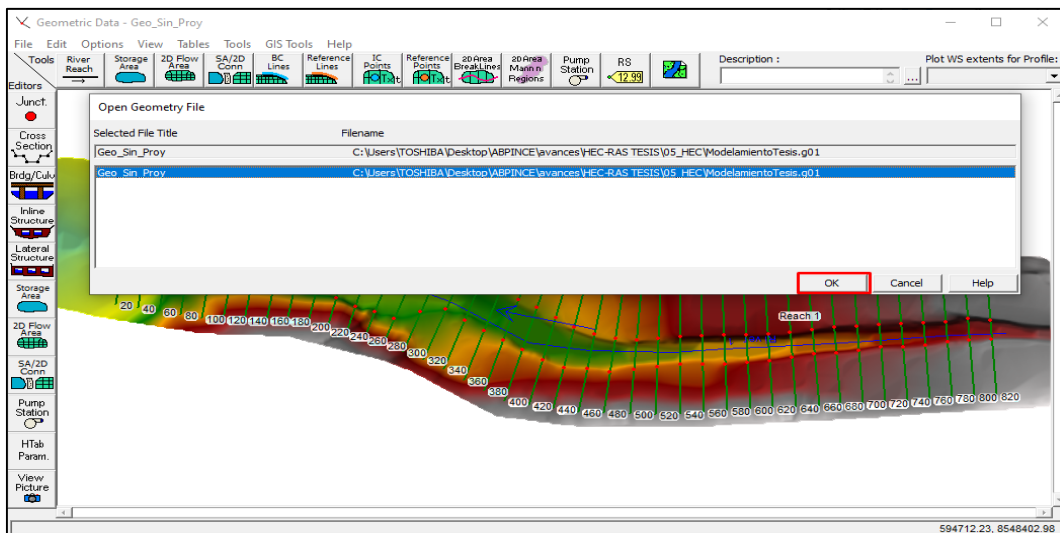 Geometric Data - Geo_Sin_Proy
File Edit Options View Tables Tools GIS Tools Help
Tools
Editors
River Reach
Storage Area
2D Flow Area
SA/2D Conn
BC Lines
Reference Lines
IC Points
Reference Points
2D Area BreakLines
2D Area Mann n Regions
Pump Station
RS
12.99
Description :
...
Plot WS extents for Profile:
Junct.
Cross Section
Brdg/Culv
Inline Structure
Lateral Structure
Storage Area
2D Flow Area
SA/2D Conn
Pump Station
HTab Param.
View Picture
Open Geometry File
Selected File Title Filename
Geo_Sin_Proy C:\Users\TOSHIBA\Desktop\ABPINCE\avances\HEC-RAS TESIS\05_HEC\ModelamientoTesis.g01
Geo_Sin_Proy C:\Users\TOSHIBA\Desktop\ABPINCE\avances\HEC-RAS TESIS\05_HEC\ModelamientoTesis.g01
OK Cancel Help
Reach 1
20 40 60 80 100 120 140 160 180 200 220 240 260 280 300 320 340 360 380 400 420 440 460 480 500 520 540 560 580 600 620 640 660 680 700 720 740 760 780 800 820
594712.23, 8548402.98